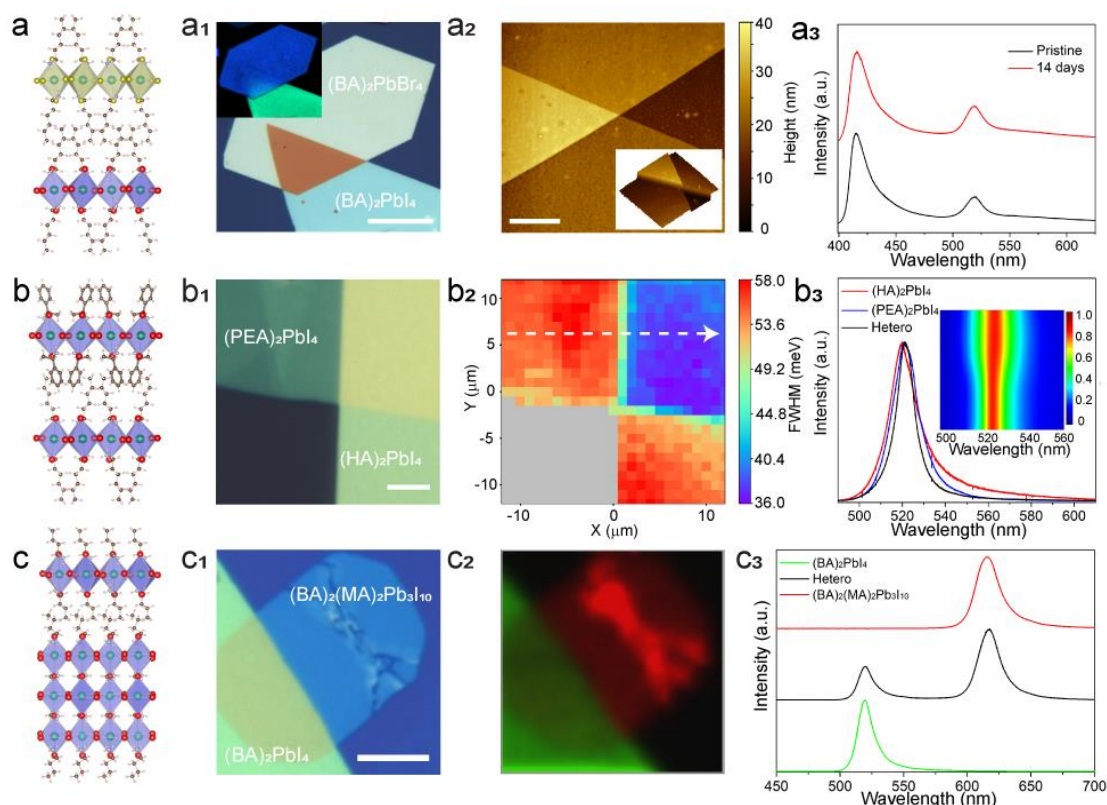 a
a₁
(BA)₂PbBr₄
(BA)₂PbI₄
a₂
40
30
20
10
0
Height (nm)
a₃
Pristine
14 days
Intensity (a.u.)
400 450 500 550 600
Wavelength (nm)
b
b₁
(PEA)₂PbI₄
(HA)₂PbI₄
b₂
10
5
0
-5
-10
Y (μm)
-10 0 10
X (μm)
58.0
53.6
49.2
44.8
40.4
36.0
FWHM (meV)
b₃
(HA)₂PbI₄
(PEA)₂PbI₄
Hetero
Intensity (a.u.)
1.0
0.8
0.6
0.4
0.2
0
500 520 540 560
Wavelength (nm)
500 520 540 560 580 600
Wavelength (nm)
c
c₁
(BA)₂(MA)₂Pb₃I₁₀
(BA)₂PbI₄
c₂
c₃
(BA)₂PbI₄
Hetero
(BA)₂(MA)₂Pb₃I₁₀
Intensity (a.u.)
450 500 550 600 650 700
Wavelength (nm)